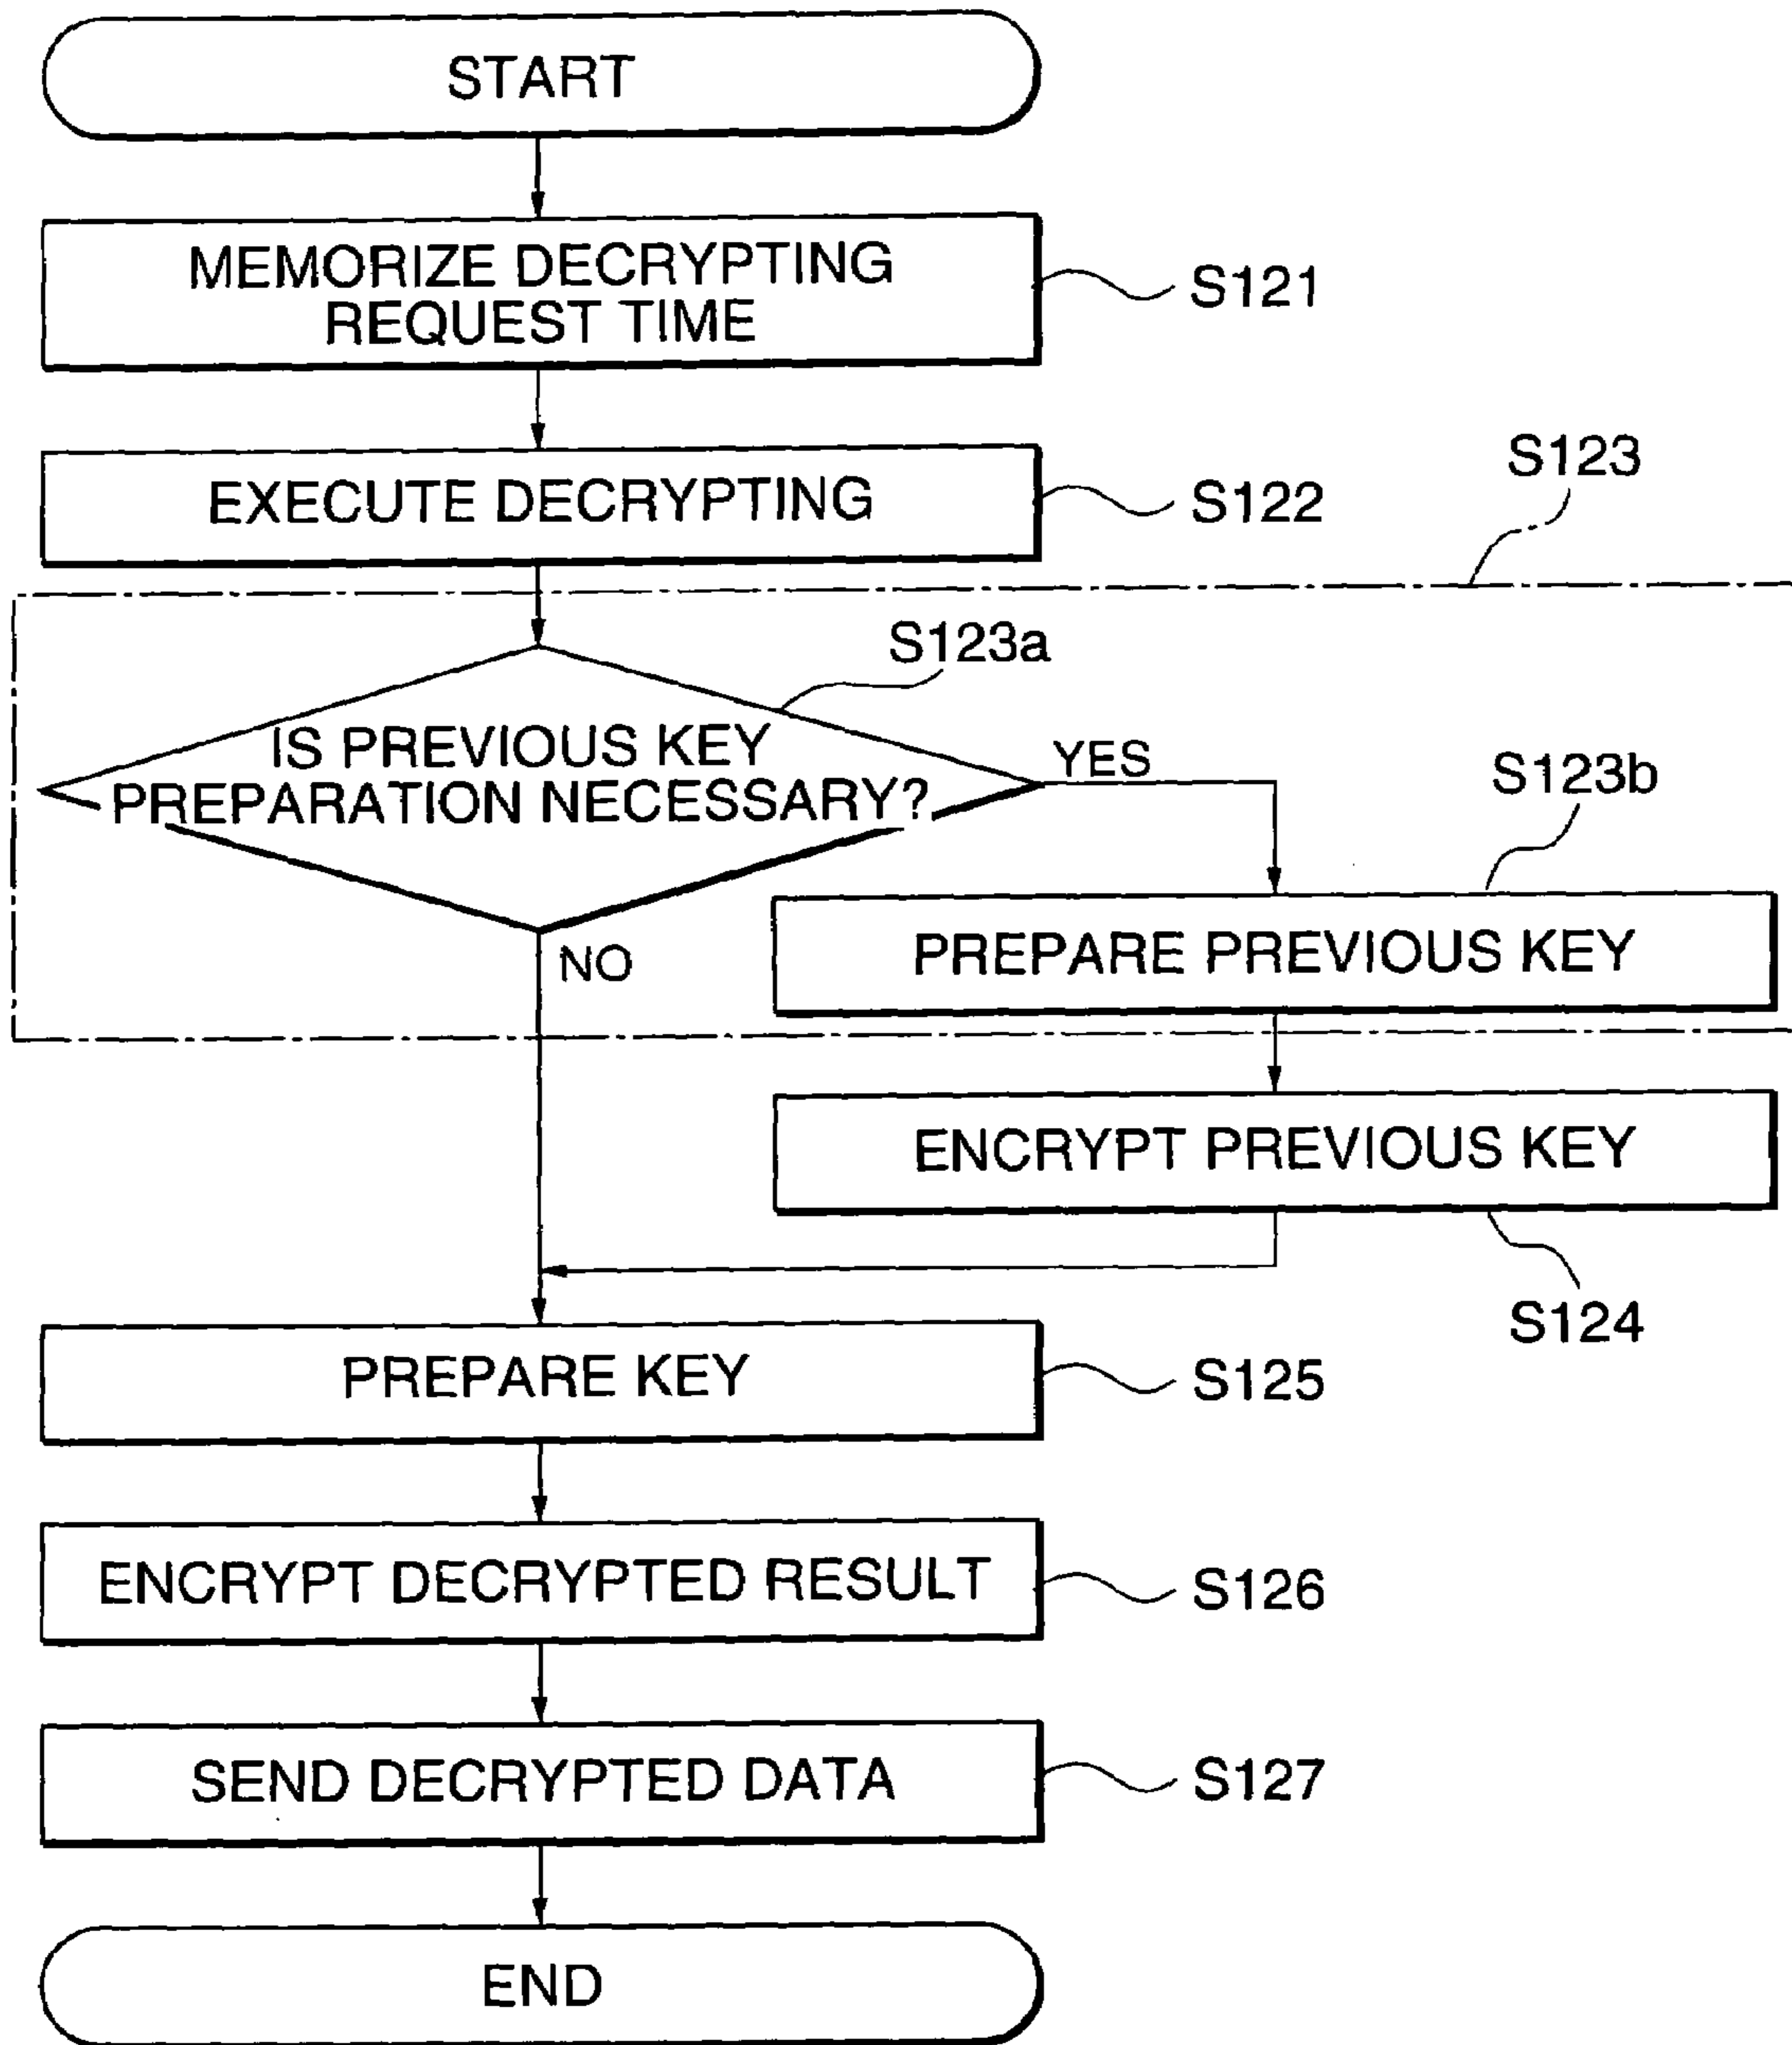 START
MEMORIZE DECRYPTING
REQUEST TIME
S121
EXECUTE DECRYPTING
S122
S123
S123a
IS PREVIOUS KEY
PREPARATION NECESSARY?
YES
S123b
NO
PREPARE PREVIOUS KEY
ENCRYPT PREVIOUS KEY
S124
PREPARE KEY
S125
ENCRYPT DECRYPTED RESULT
S126
SEND DECRYPTED DATA
S127
END